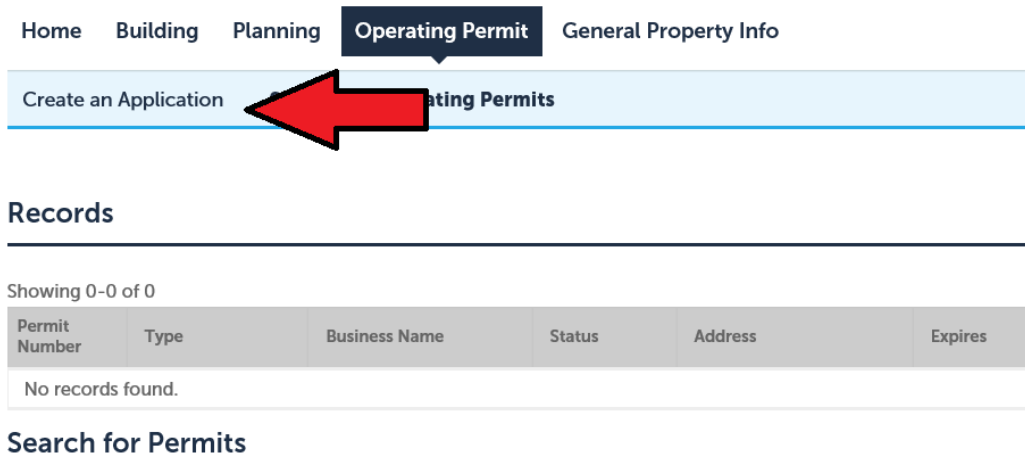 Home Building Planning Operating Permit General Property Info
Create an Application ating Permits
Records
Showing 0-0 of 0
Permit Number Type Business Name Status Address Expires
No records found.
Search for Permits